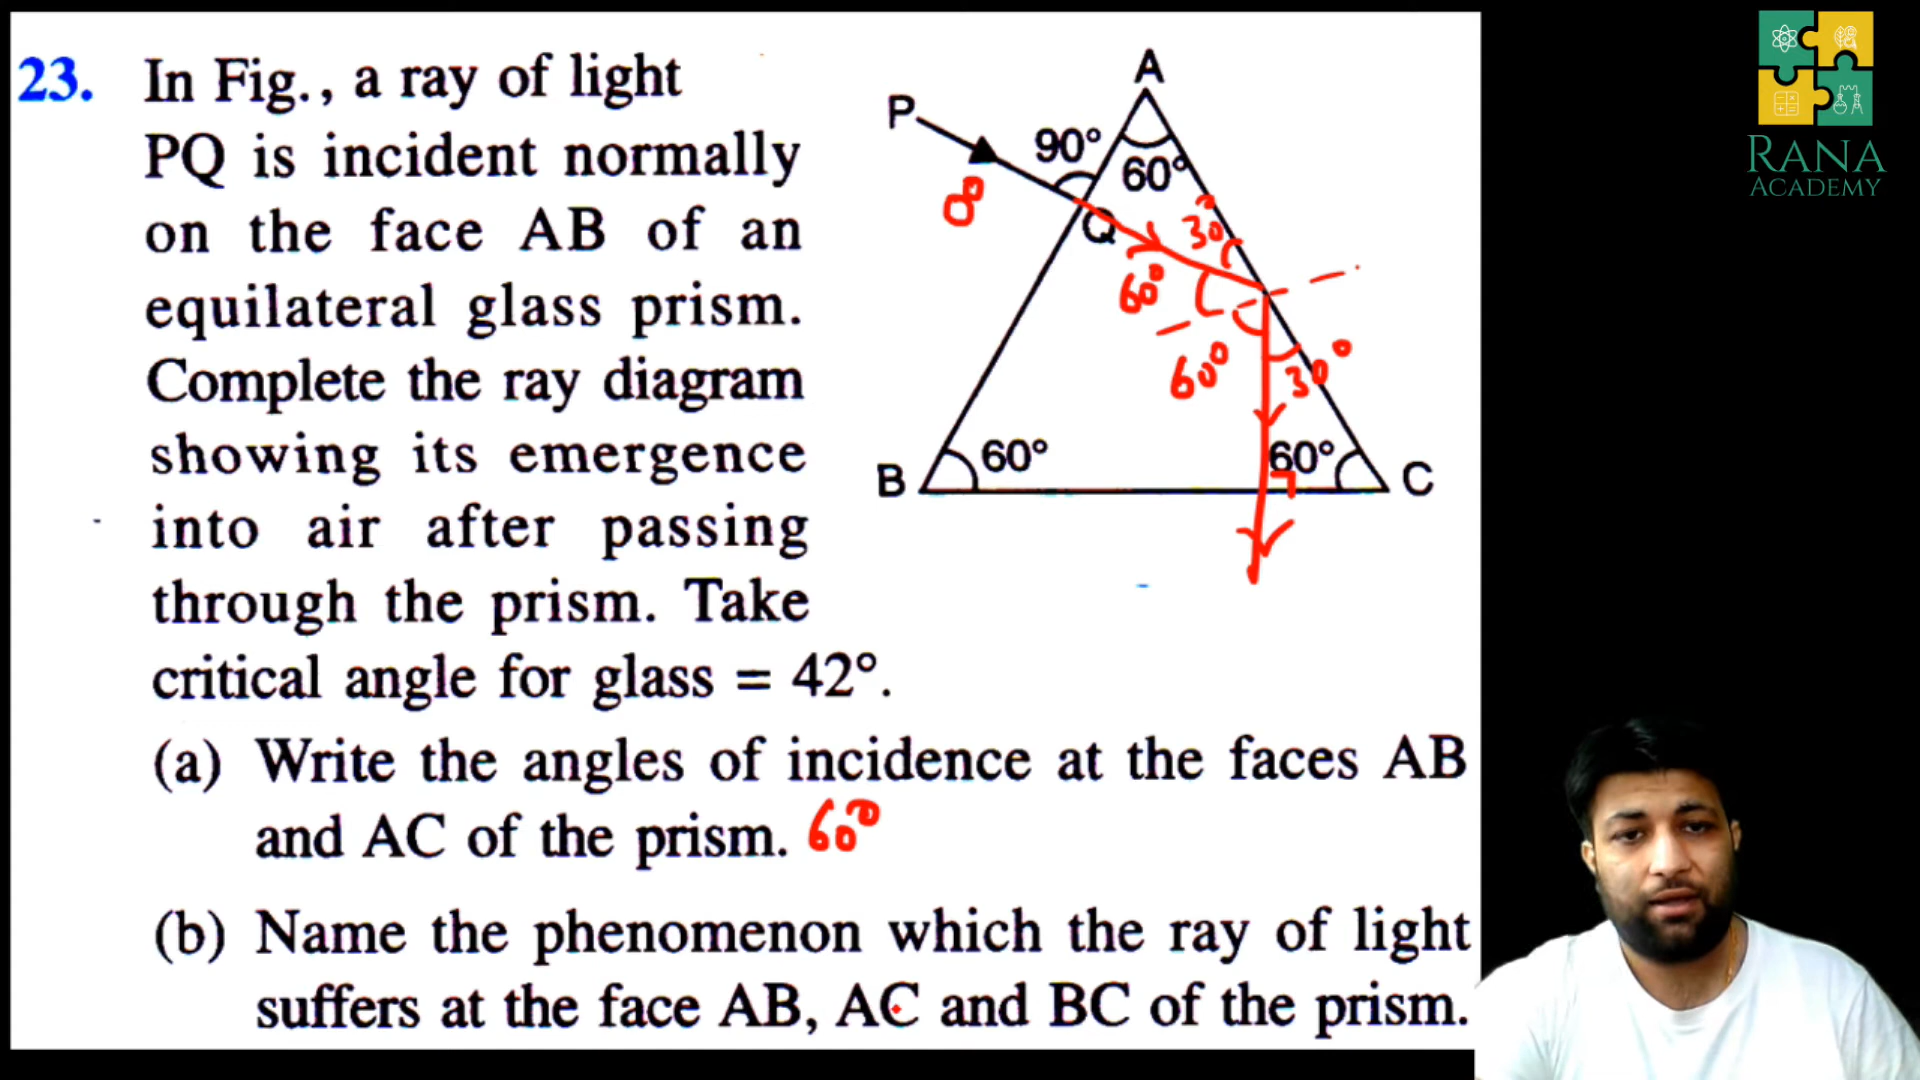 23. In Fig., a ray of light
PQ is incident normally
on the face AB of an
equilateral glass prism.
Complete the ray diagram
showing its emergence
into air after passing
through the prism. Take
critical angle for glass = 42°.
(a) Write the angles of incidence at the faces AB
and AC of the prism. 60°
(b) Name the phenomenon which the ray of light
suffers at the face AB, AC and BC of the prism.
A
P
90°
60°
0°
Q
30°
60°
60°
30°
B
60°
60°
C
RANA
ACADEMY